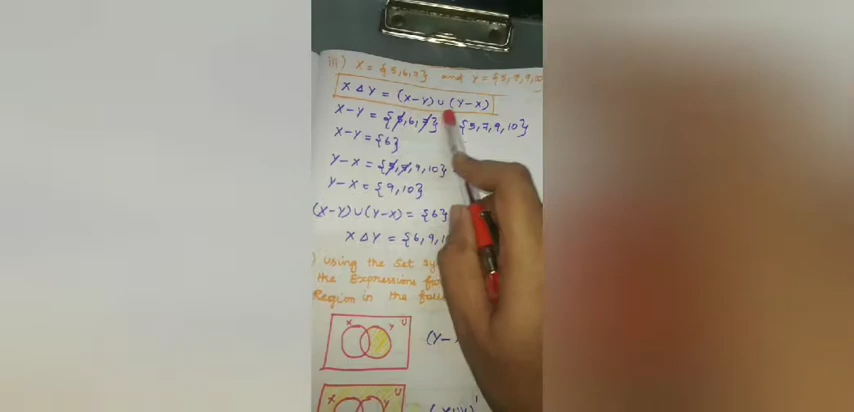 iii) X = {5,6,7} and Y = {5,7,9,10
X Δ Y = (X-Y) ∪ (Y-X)
X-Y = {5,6,7} {5,7,9,10}
X-Y = {6}
Y-X = {5,7,9,10}
Y-X = {9,10}
(X-Y)∪(Y-X) = {6}
X Δ Y = {6,9,1
) Using the Set
the Expressions
Region in the
X Y U
(Y-
X Y U